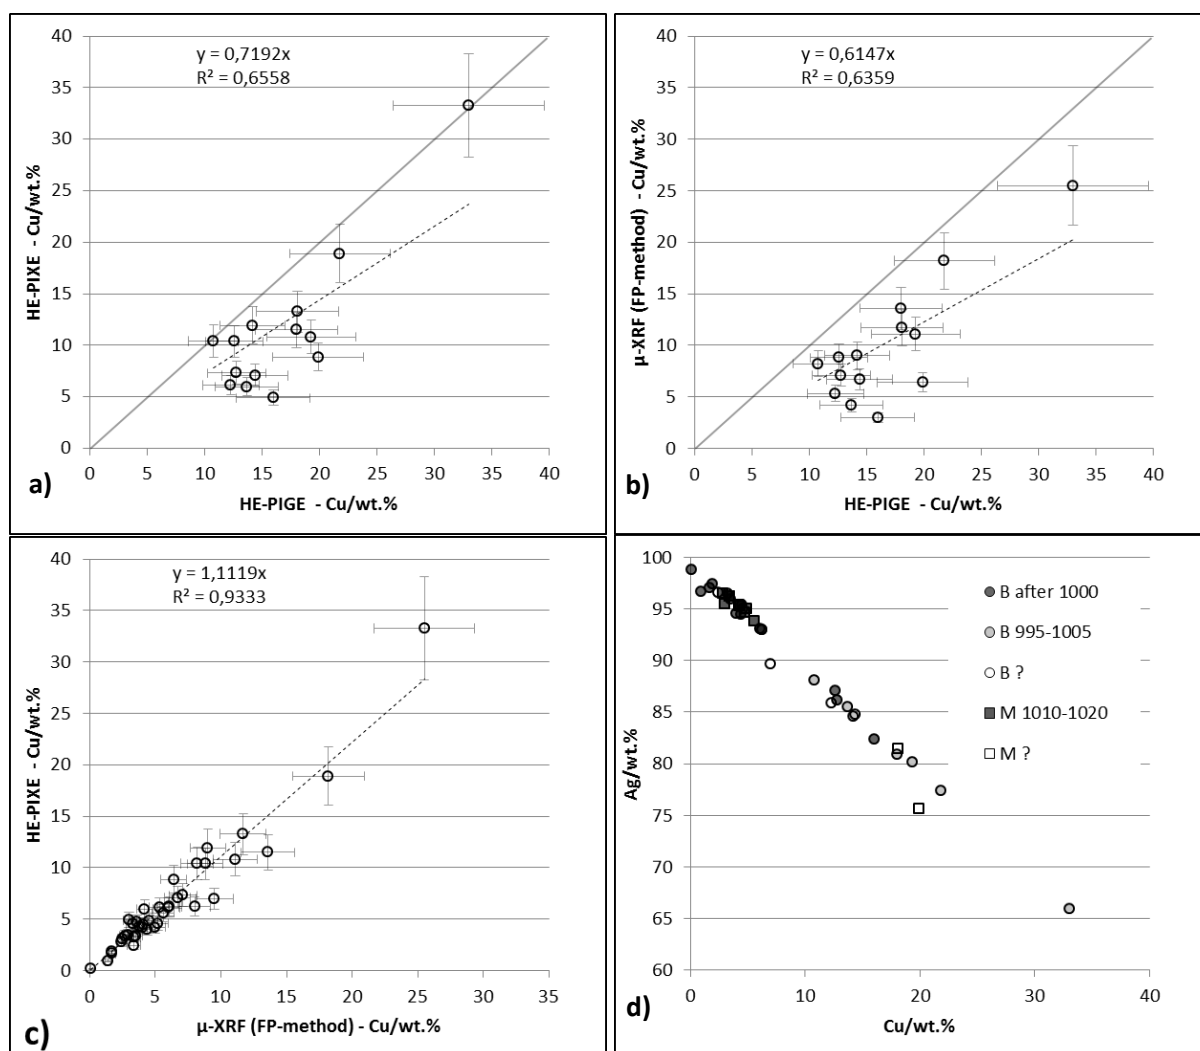 y = 0,7192x
R² = 0,6558
40
35
30
25
20
15
10
5
0
HE-PIXE - Cu/wt.%
0 5 10 15 20 25 30 35 40
HE-PIGE - Cu/wt.%
a)
y = 0,6147x
R² = 0,6359
40
35
30
25
20
15
10
5
0
µ-XRF (FP-method) - Cu/wt.%
0 5 10 15 20 25 30 35 40
HE-PIGE - Cu/wt.%
b)
y = 1,1119x
R² = 0,9333
40
35
30
25
20
15
10
5
0
HE-PIXE - Cu/wt.%
0 5 10 15 20 25 30 35
µ-XRF (FP-method) - Cu/wt.%
c)
100
95
90
85
80
75
70
65
60
Ag/wt.%
B after 1000
B 995-1005
B ?
M 1010-1020
M ?
0 10 20 30 40
Cu/wt.%
d)